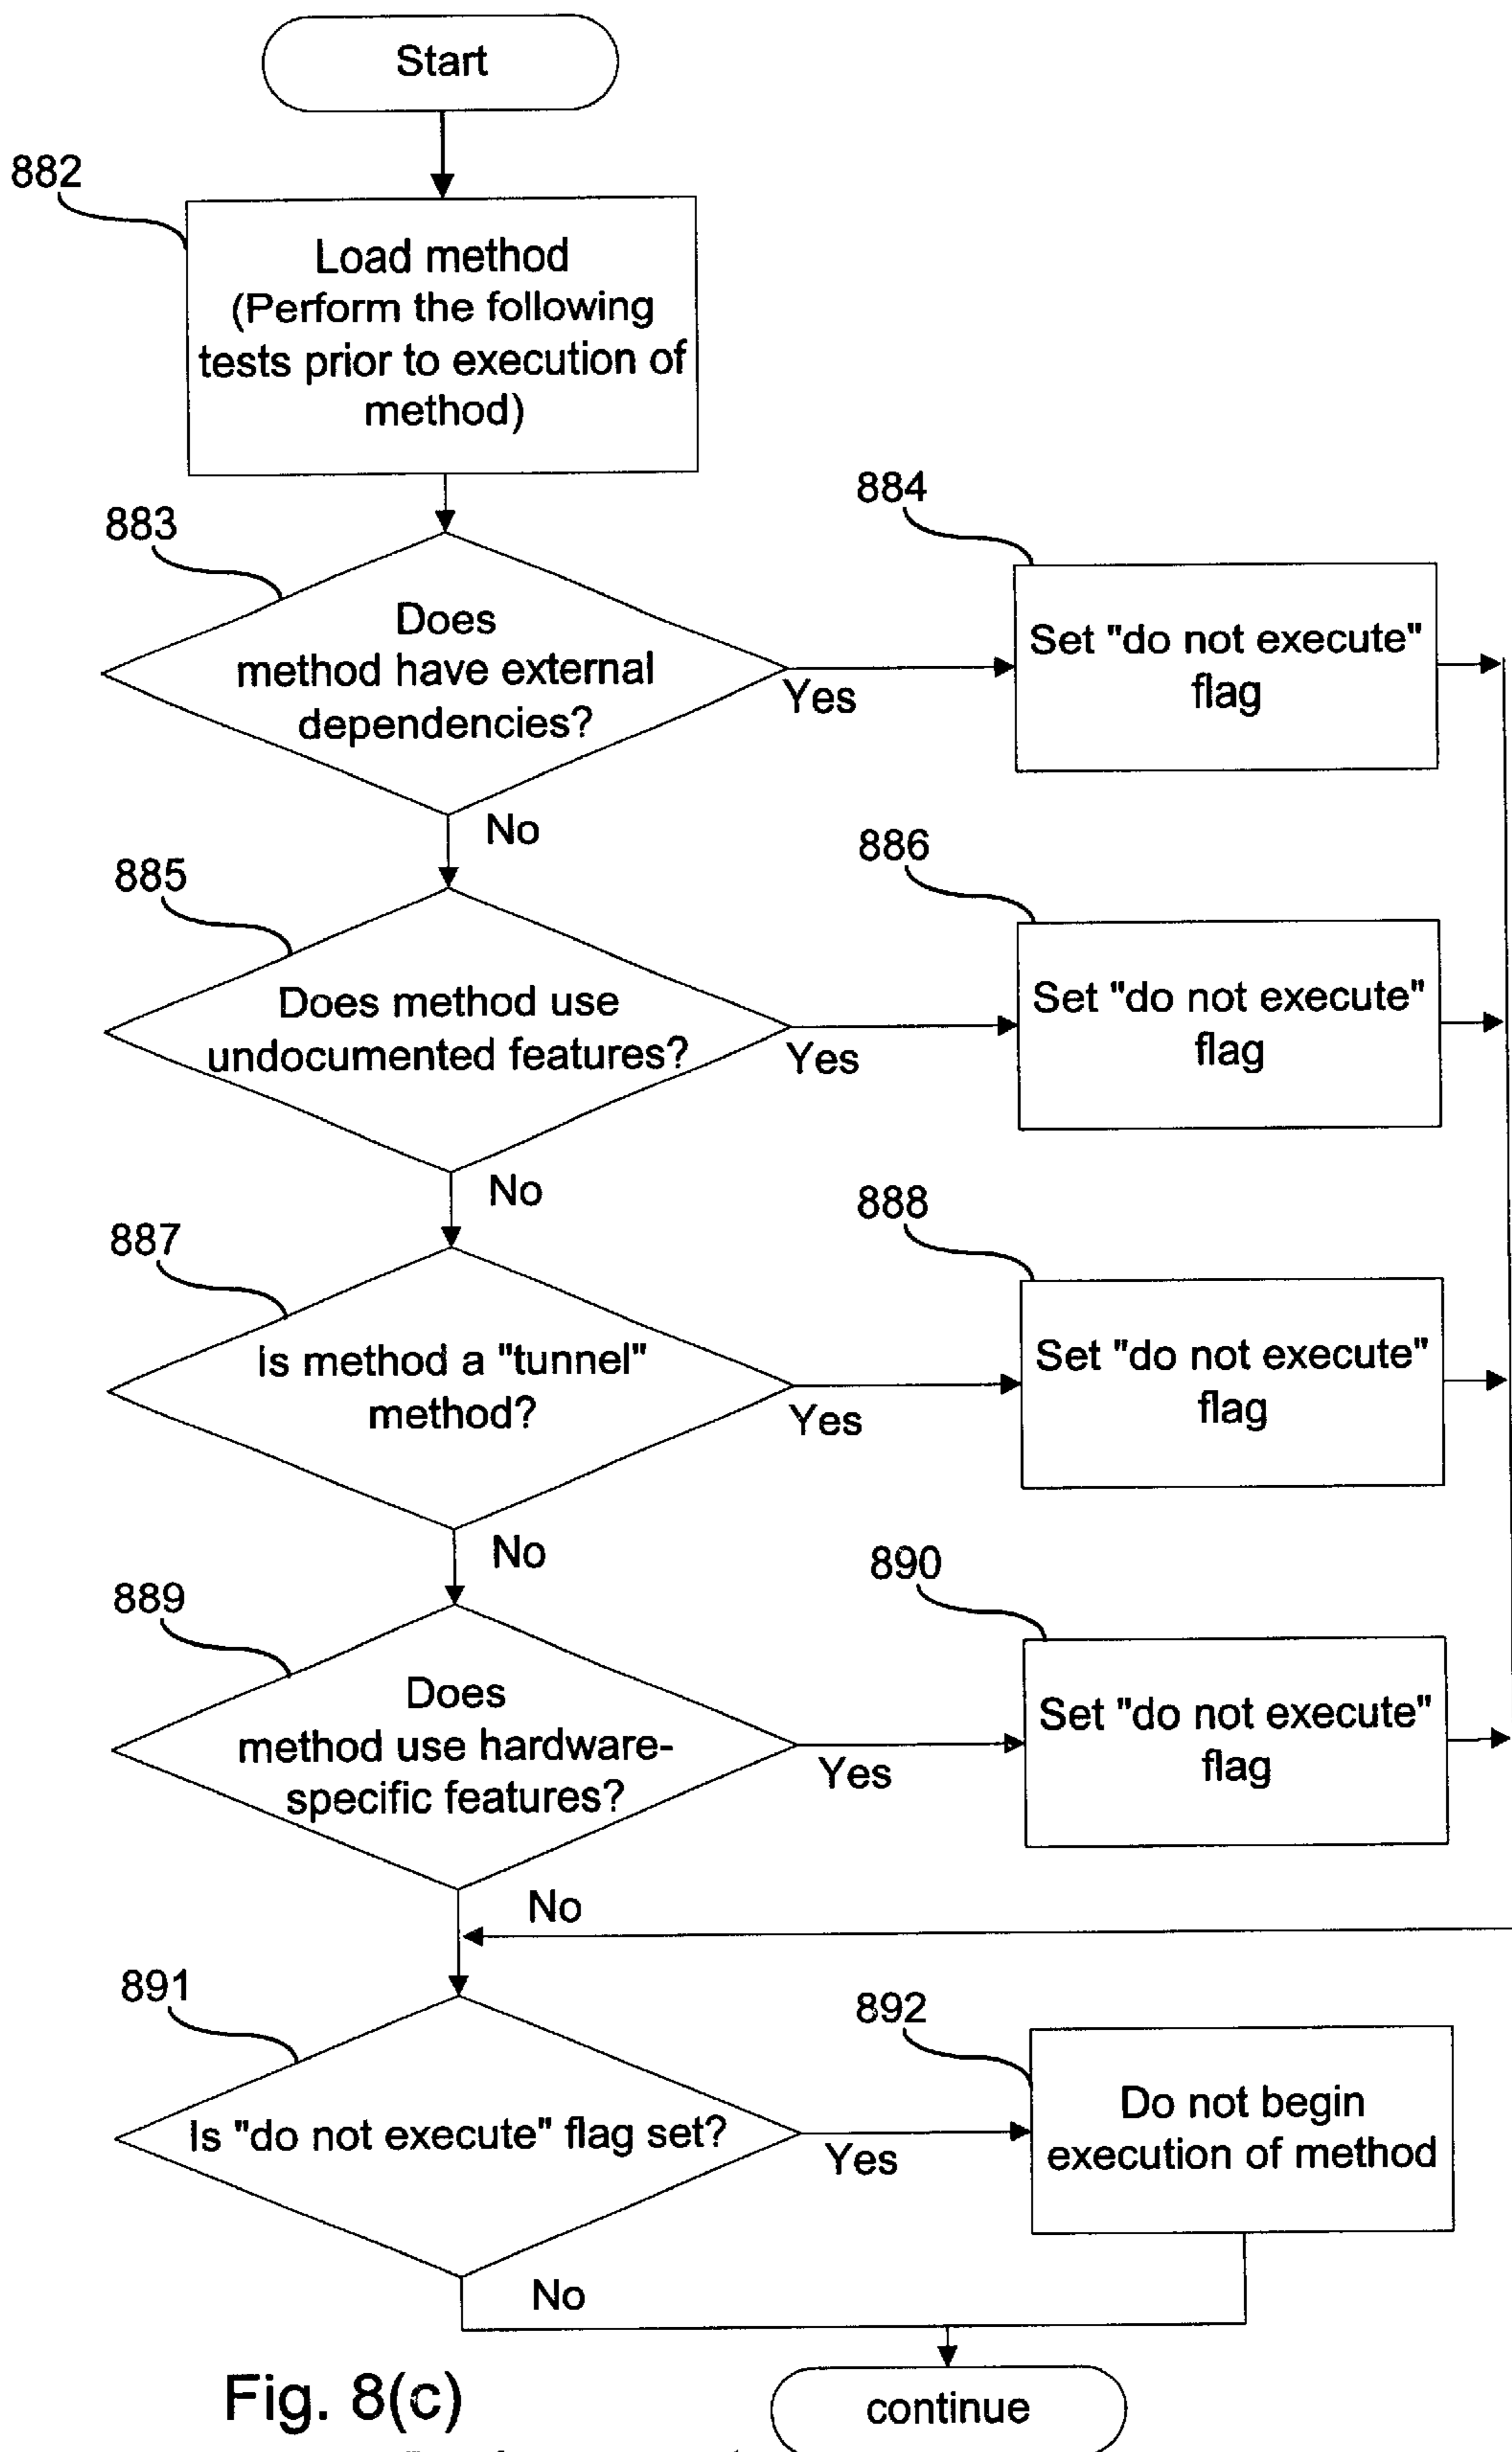 Start
882
Load method
(Perform the following
tests prior to execution of
method)
883
Does
method have external
dependencies?
Yes
884
Set "do not execute"
flag
No
885
Does method use
undocumented features?
Yes
886
Set "do not execute"
flag
No
887
Is method a "tunnel"
method?
Yes
888
Set "do not execute"
flag
No
889
Does
method use hardware-
specific features?
Yes
890
Set "do not execute"
flag
No
891
Is "do not execute" flag set?
Yes
892
Do not begin
execution of method
No
Fig. 8(c)
continue